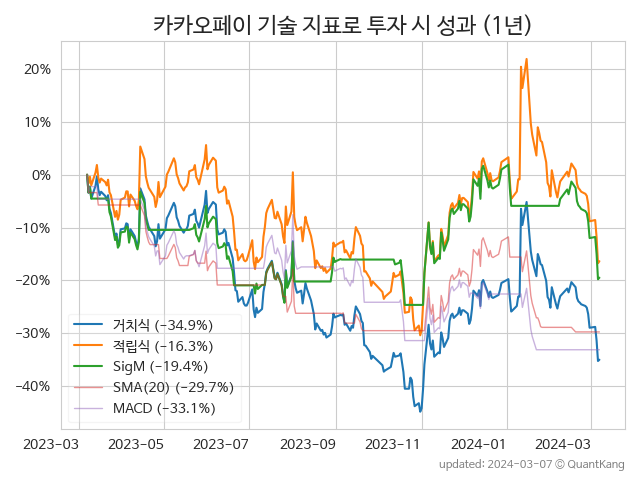 카카오페이 기술 지표로 투자 시 성과 (1년)
20%
10%
0%
−10%
−20%
−30%
−40%
거치식 (−34.9%)
적립식 (−16.3%)
SigM (−19.4%)
SMA(20) (−29.7%)
MACD (−33.1%)
2023−03 2023−05 2023−07 2023−09 2023−11 2024−01 2024−03
updated: 2024−03−07 © QuantKang